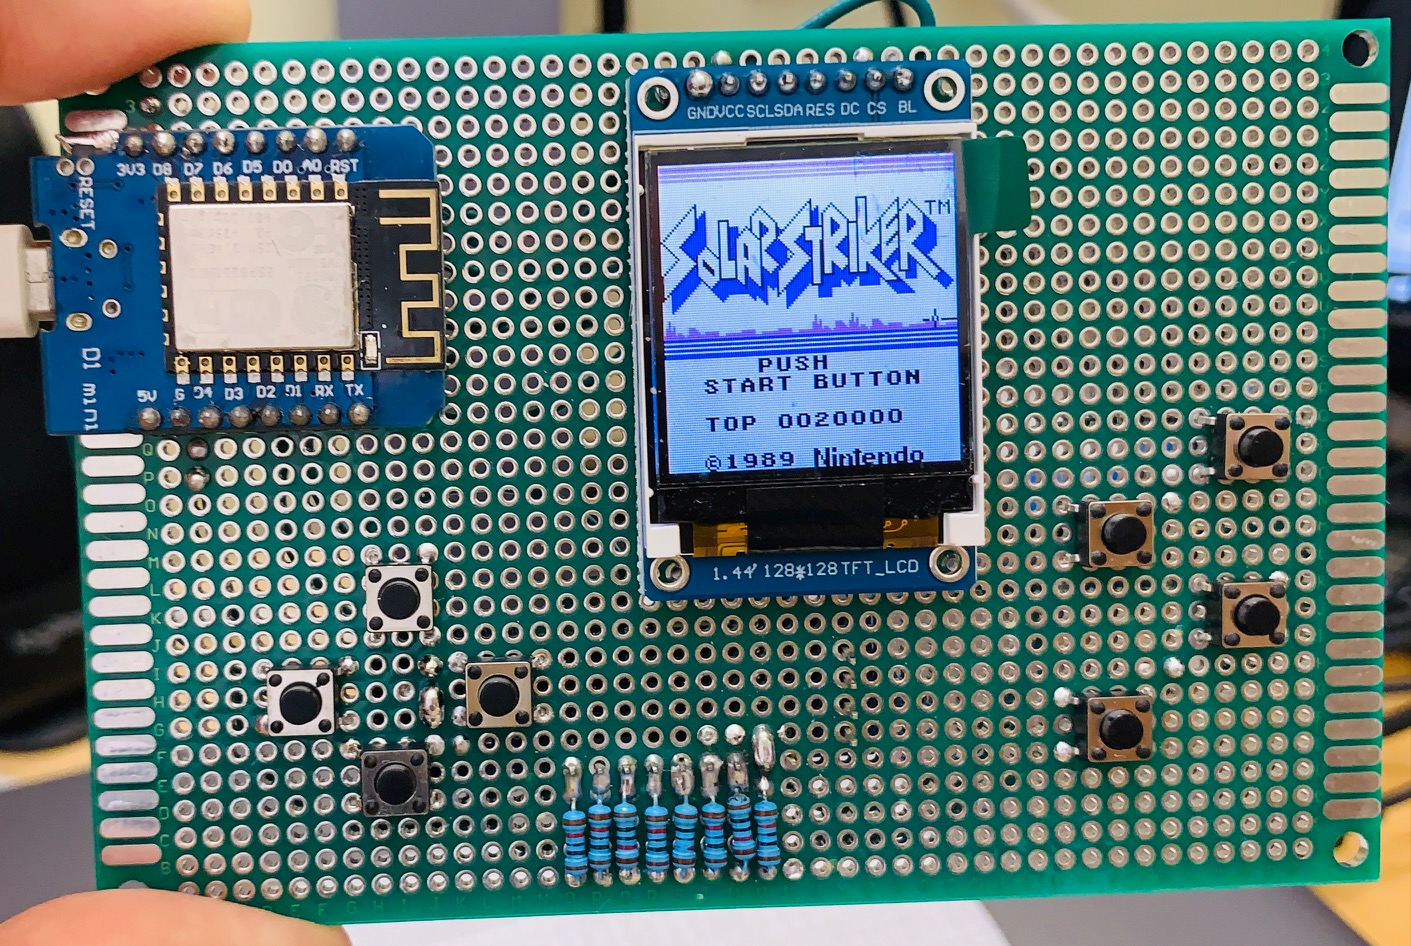 GND VCC SCL SDA RES DC CS BL
3V3 D8 D7 D6 D5 D0 A0 RST
RESET
D1 mini
5V G D4 D3 D2 D1 RX TX
SOLARSTRIKER™
PUSH
START BUTTON
TOP 0020000
©1989 Nintendo
1.44" 128*128 TFT_LCD
Q
P
O
N
M
L
K
J
I
H
G
F
E
D
C
B